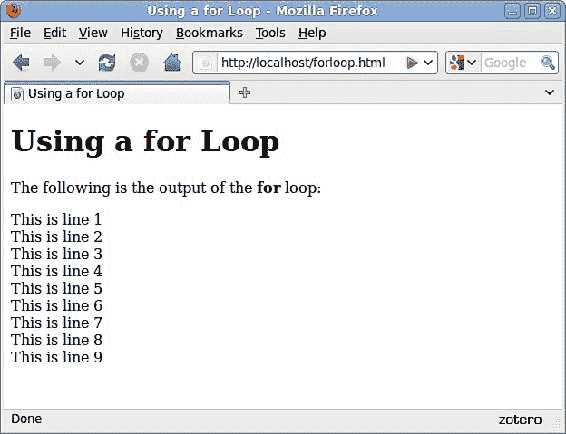 Using a for Loop - Mozilla Firefox
File Edit View History Bookmarks Tools Help
http://localhost/forloop.html Google
Using a for Loop
Using a for Loop
The following is the output of the for loop:
This is line 1
This is line 2
This is line 3
This is line 4
This is line 5
This is line 6
This is line 7
This is line 8
This is line 9
Done zotero